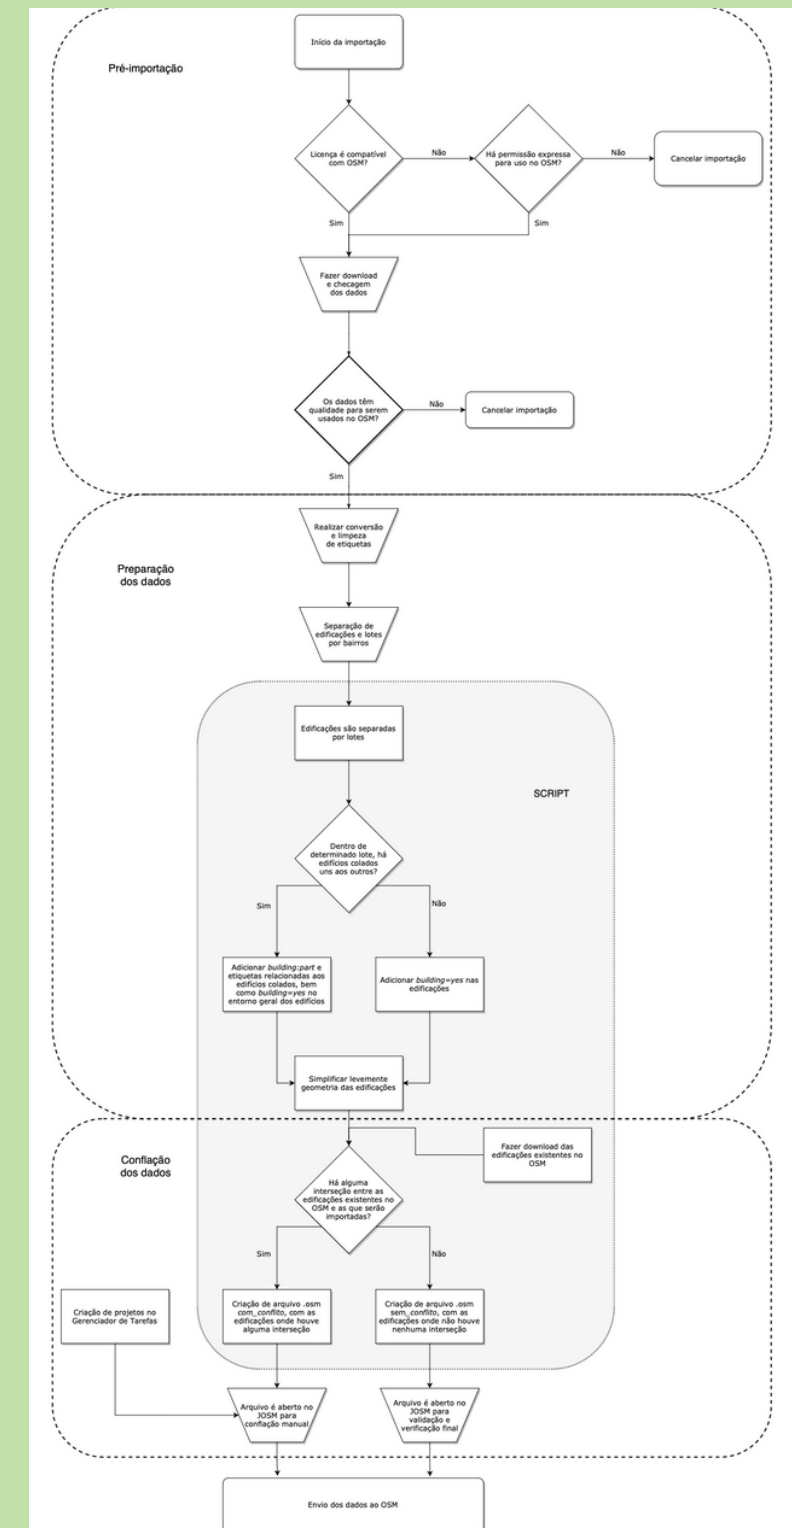 Início da importação
Pré-importação
Licença é compatível
com OSM?
Não
Há permissão expressa
para uso no OSM?
Não
Cancelar importação
Sim
Sim
Fazer download
e checagem
dos dados
Os dados têm
qualidade para serem
usados no OSM?
Não
Cancelar importação
Sim
Realizar conversão
e limpeza
de etiquetas
Preparação
dos dados
Separação de
edificações e lotes
por bairros
Edificações são separadas
por lotes
SCRIPT
Dentro de
determinado lote, há
edifícios colados
uns aos outros?
Sim
Não
Adicionar building:part e
etiquetas relacionadas aos
edifícios colados, bem
como building=yes no
entorno geral dos edifícios
Adicionar building=yes nas
edificações
Simplificar levemente
geometria das edificações
Fazer download das
edificações existentes no
OSM
Conflação
dos dados
Há alguma
interseção entre as
edificações existentes no
OSM e as que serão
importadas?
Sim
Não
Criação de projetos no
Gerenciador de Tarefas
Criação de arquivo .osm
com_conflito, com as
edificações onde houve
alguma interseção
Criação de arquivo .osm
sem_conflito, com as
edificações onde não houve
nenhuma interseção
Arquivo é aberto no
JOSM para
conflação manual
Arquivo é aberto no
JOSM para
validação e
verificação final
Envio dos dados ao OSM